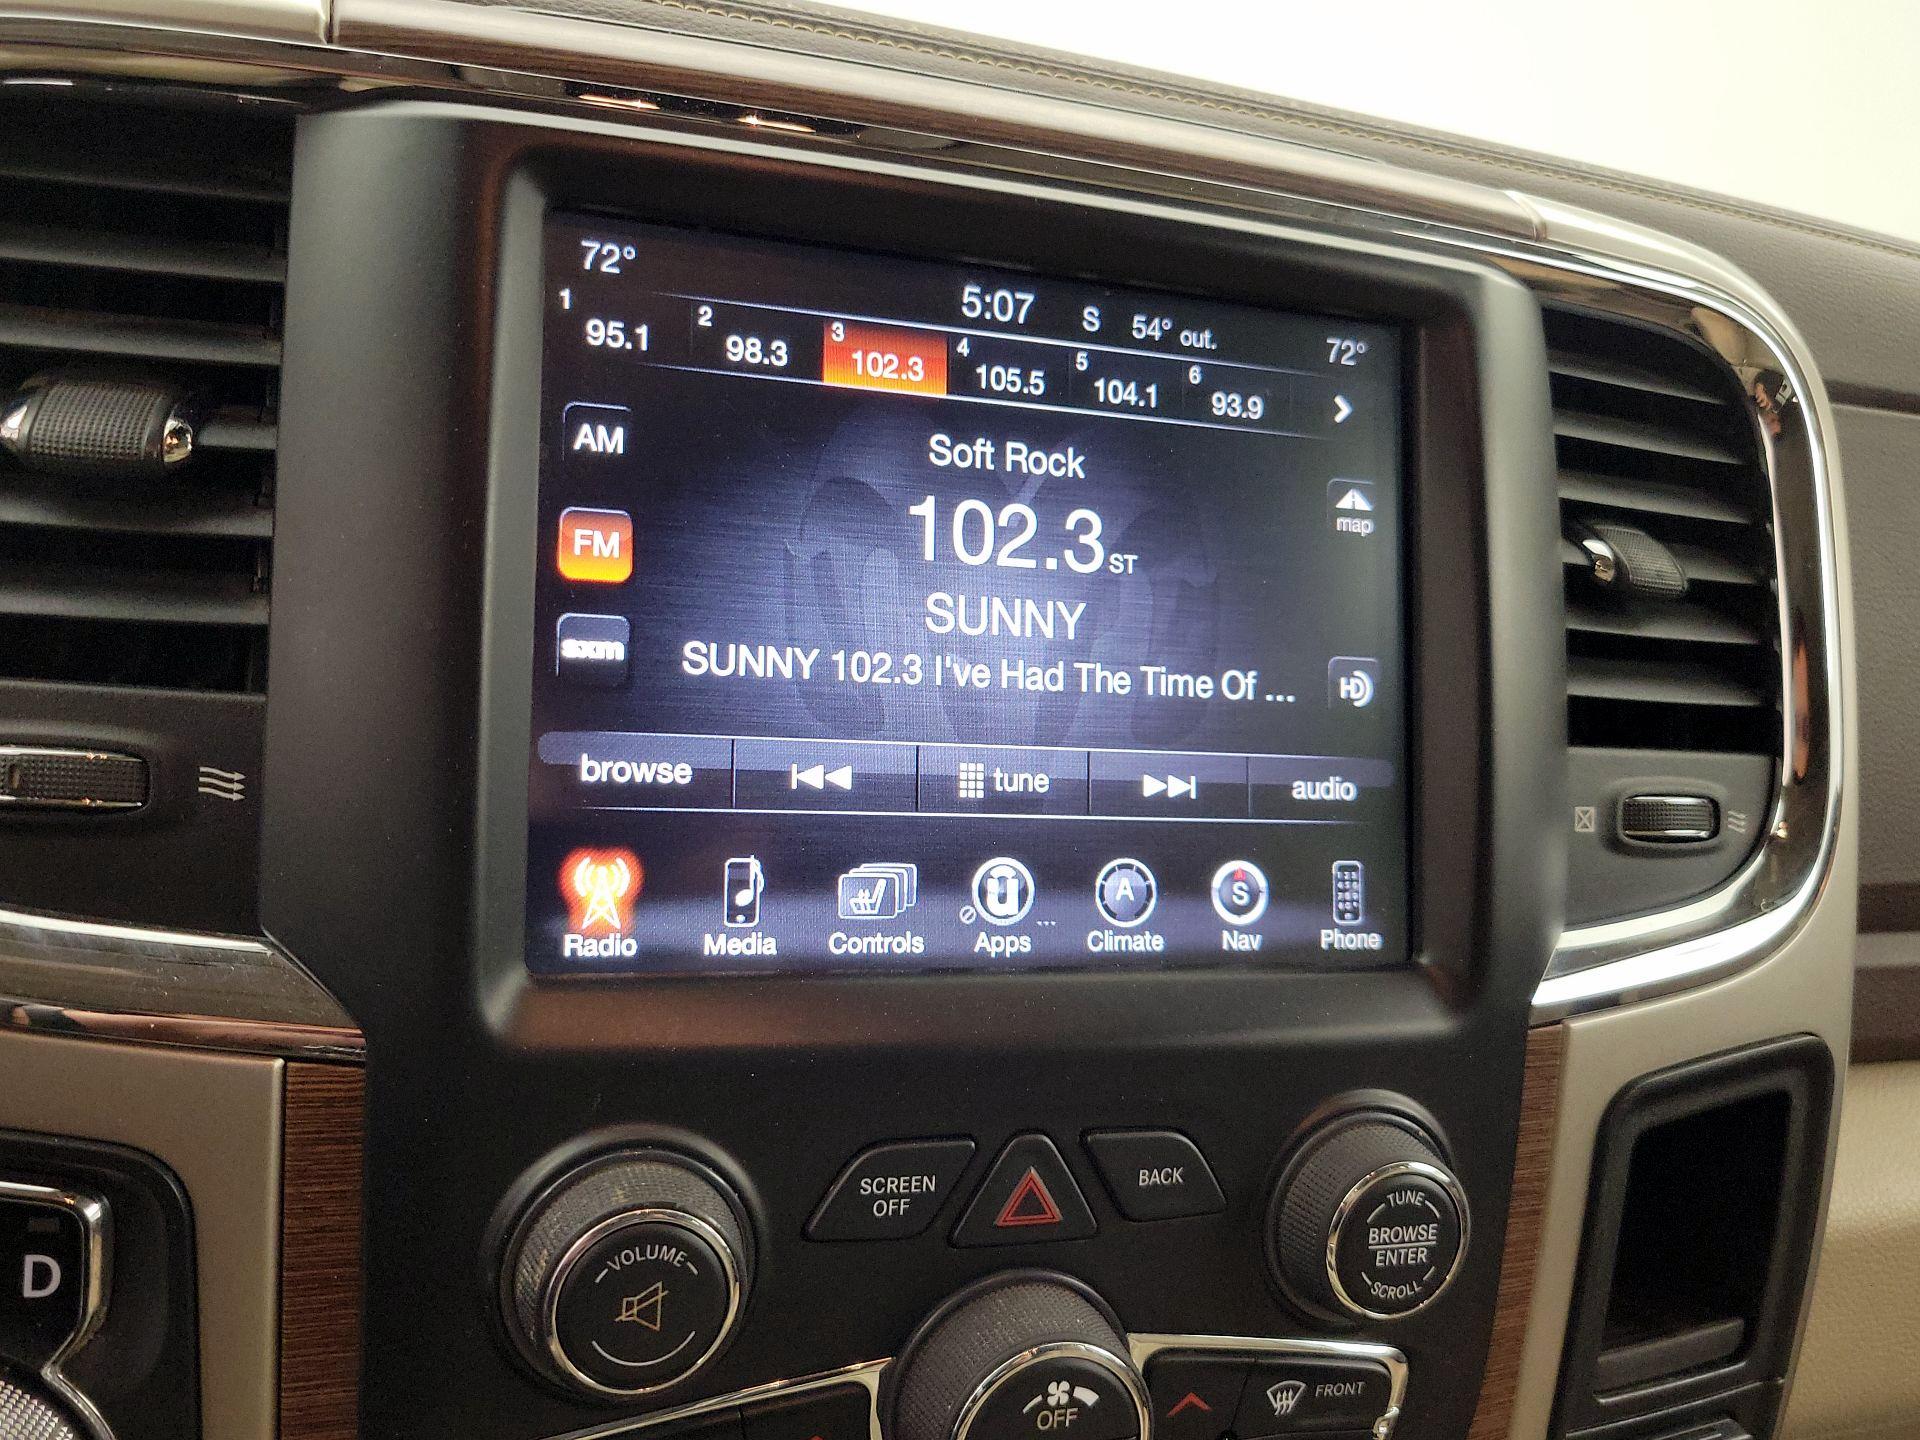 72° 5:07 S 54° out. 72°
1 95.1 2 98.3 3 102.3 4 105.5 5 104.1 6 93.9
AM
Soft Rock
map
FM
102.3 ST
SUNNY
sxm
SUNNY 102.3 I've Had The Time Of ...
HD
browse tune audio
A S
Radio Media Controls Apps Climate Nav Phone
SCREEN
OFF
BACK
TUNE
BROWSE
ENTER
SCROLL
VOLUME
D
OFF
FRONT